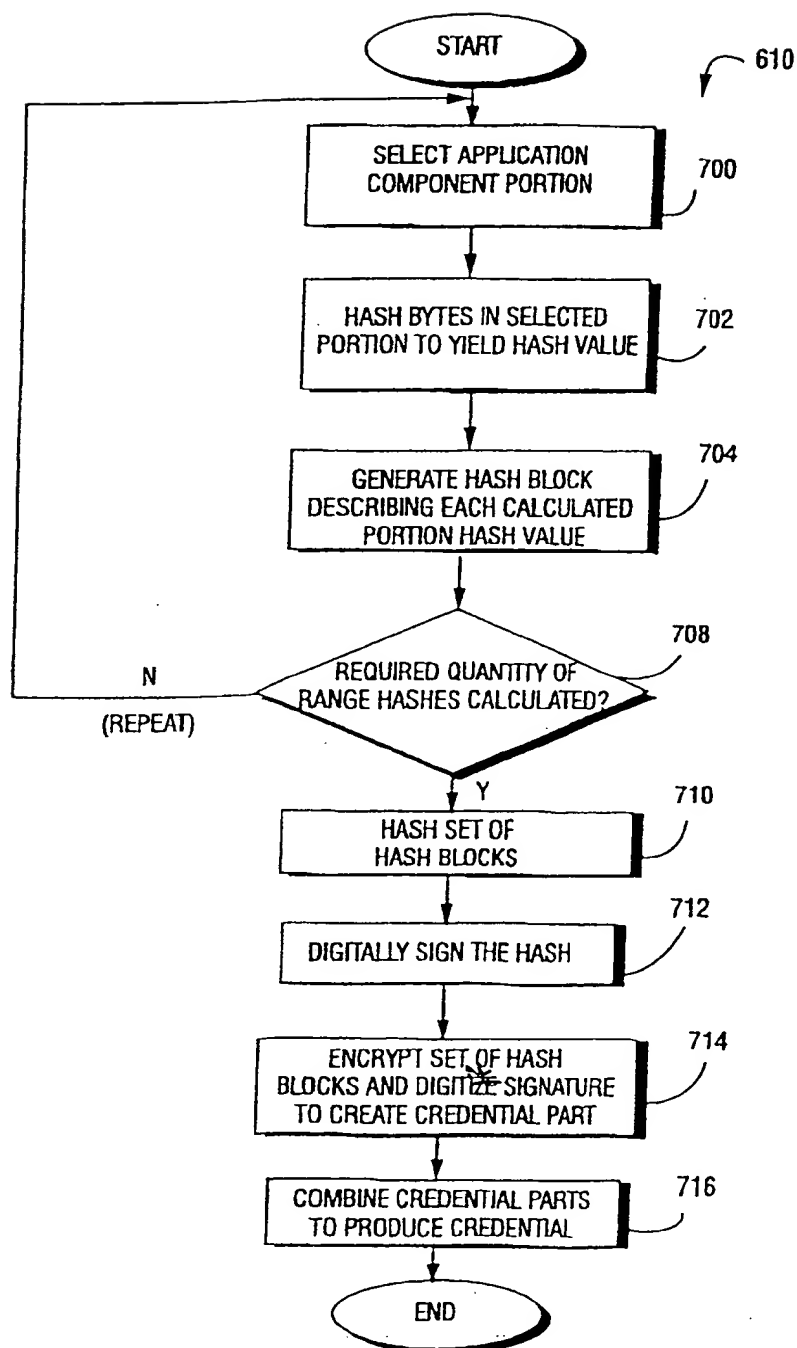 START
610
SELECT APPLICATION
COMPONENT PORTION
700
HASH BYTES IN SELECTED
PORTION TO YIELD HASH VALUE
702
GENERATE HASH BLOCK
DESCRIBING EACH CALCULATED
PORTION HASH VALUE
704
REQUIRED QUANTITY OF
RANGE HASHES CALCULATED?
708
N
(REPEAT)
Y
HASH SET OF
HASH BLOCKS
710
DIGITALLY SIGN THE HASH
712
ENCRYPT SET OF HASH
BLOCKS AND DIGITIZE SIGNATURE
TO CREATE CREDENTIAL PART
714
COMBINE CREDENTIAL PARTS
TO PRODUCE CREDENTIAL
716
END